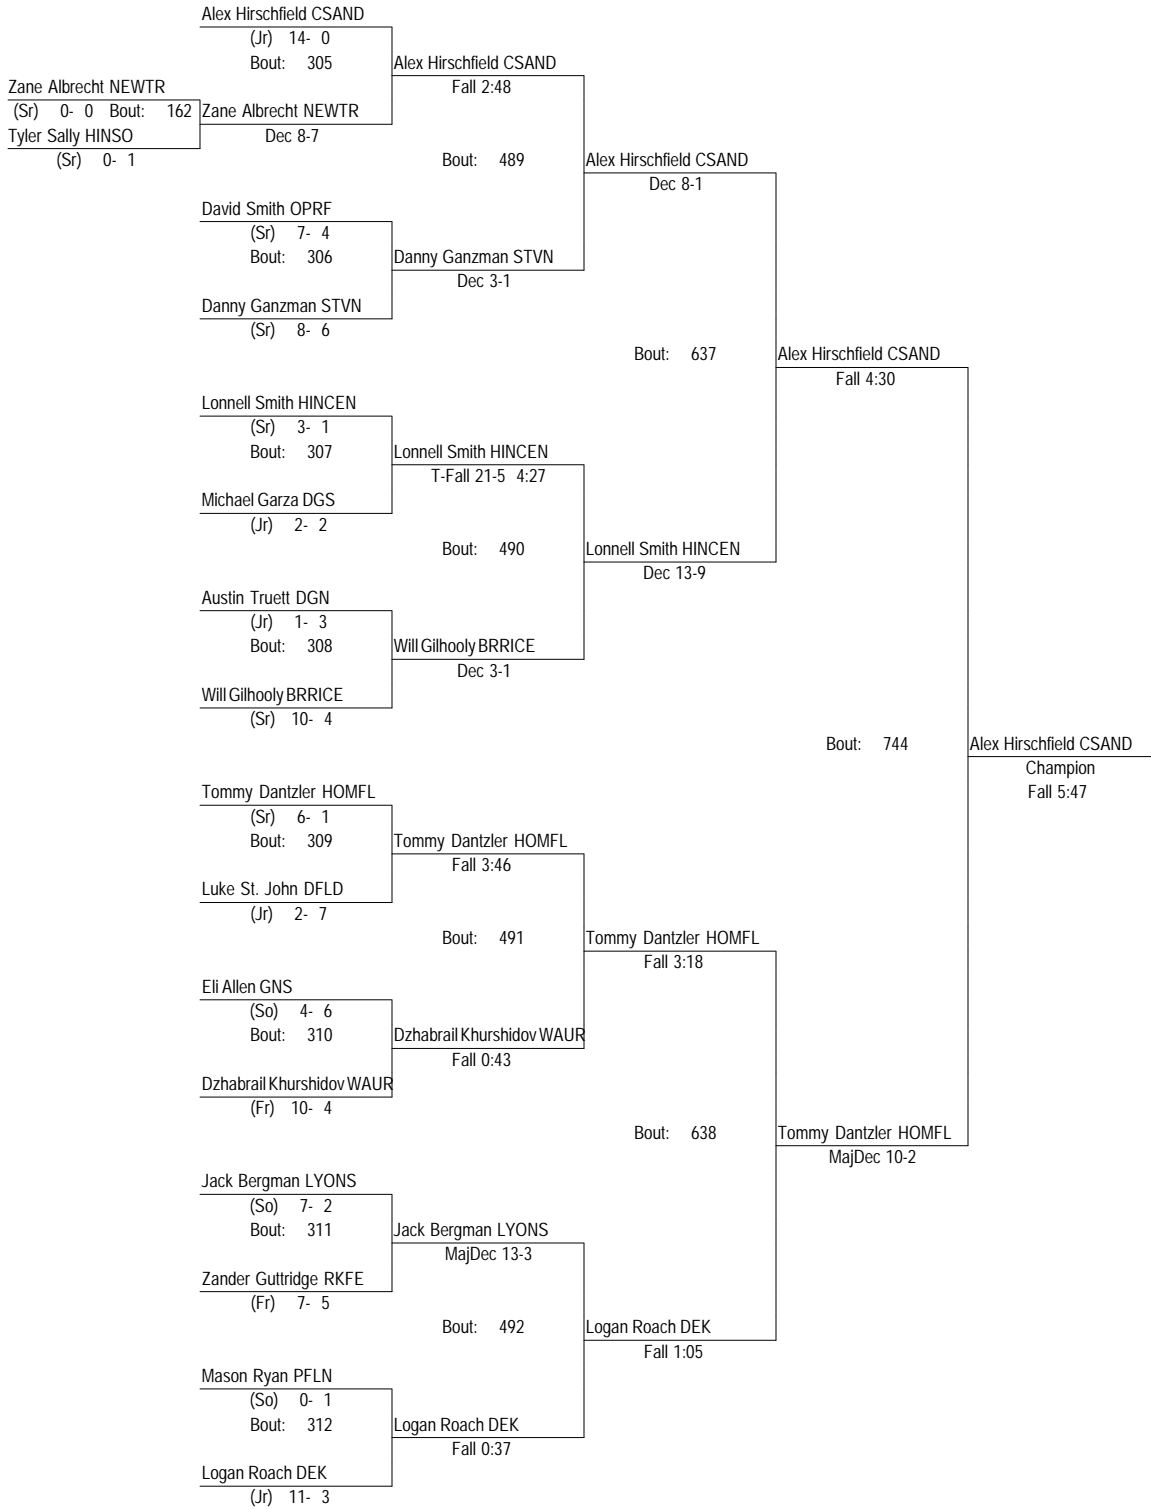 Alex Hirschfield CSAND
(Jr) 14- 0
Bout: 305
Alex Hirschfield CSAND
Fall 2:48
Zane Albrecht NEWTR
(Sr) 0- 0 Bout: 162
Zane Albrecht NEWTR
Dec 8-7
Tyler Sally HINSO
(Sr) 0- 1
Bout: 489
Alex Hirschfield CSAND
Dec 8-1
David Smith OPRF
(Sr) 7- 4
Bout: 306
Danny Ganzman STVN
Dec 3-1
Danny Ganzman STVN
(Sr) 8- 6
Bout: 637
Alex Hirschfield CSAND
Fall 4:30
Lonnell Smith HINCEN
(Sr) 3- 1
Bout: 307
Lonnell Smith HINCEN
T-Fall 21-5 4:27
Michael Garza DGS
(Jr) 2- 2
Bout: 490
Lonnell Smith HINCEN
Dec 13-9
Austin Truett DGN
(Jr) 1- 3
Bout: 308
Will Gilhooly BRRICE
Dec 3-1
Will Gilhooly BRRICE
(Sr) 10- 4
Bout: 744
Alex Hirschfield CSAND
Champion
Fall 5:47
Tommy Dantzler HOMFL
(Sr) 6- 1
Bout: 309
Tommy Dantzler HOMFL
Fall 3:46
Luke St. John DFLD
(Jr) 2- 7
Bout: 491
Tommy Dantzler HOMFL
Fall 3:18
Eli Allen GNS
(So) 4- 6
Bout: 310
Dzhabrail Khurshidov WAUR
Fall 0:43
Dzhabrail Khurshidov WAUR
(Fr) 10- 4
Bout: 638
Tommy Dantzler HOMFL
MajDec 10-2
Jack Bergman LYONS
(So) 7- 2
Bout: 311
Jack Bergman LYONS
MajDec 13-3
Zander Guttridge RKFE
(Fr) 7- 5
Bout: 492
Logan Roach DEK
Fall 1:05
Mason Ryan PFLN
(So) 0- 1
Bout: 312
Logan Roach DEK
Fall 0:37
Logan Roach DEK
(Jr) 11- 3